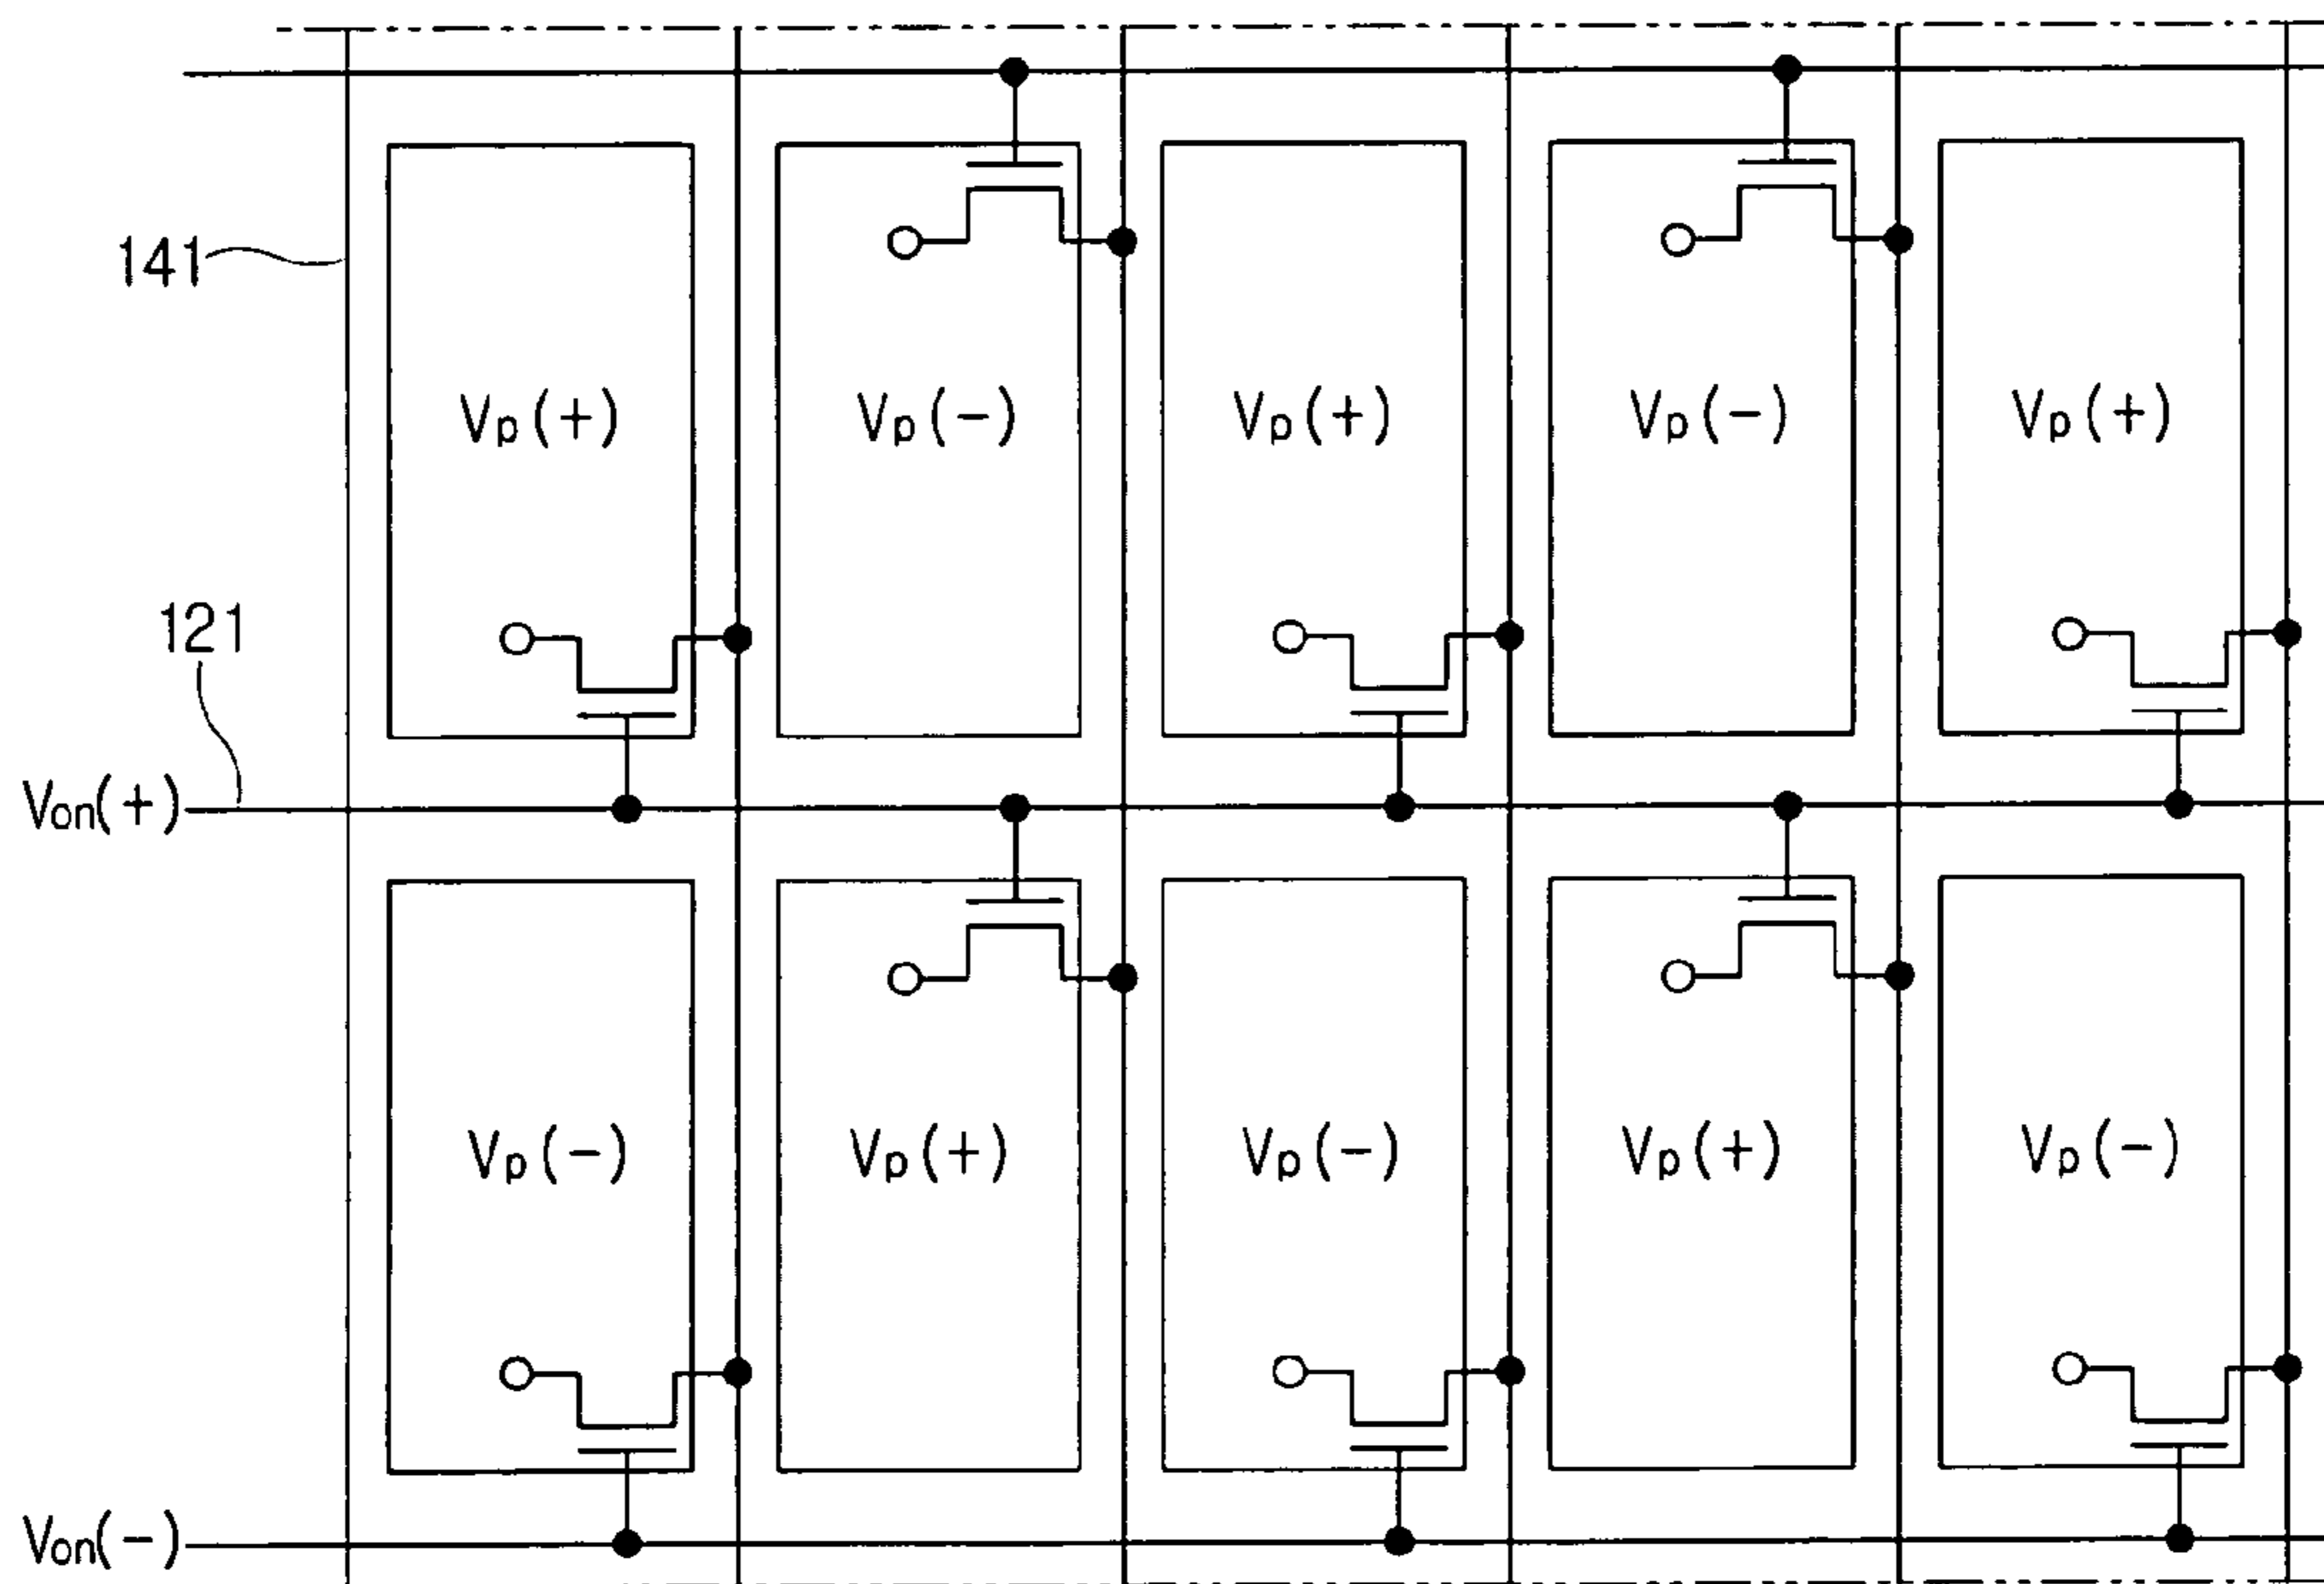 141
Vp(+) Vp(-) Vp(+) Vp(-) Vp(+)
121
Von(+)
Vp(-) Vp(+) Vp(-) Vp(+) Vp(-)
Von(-)